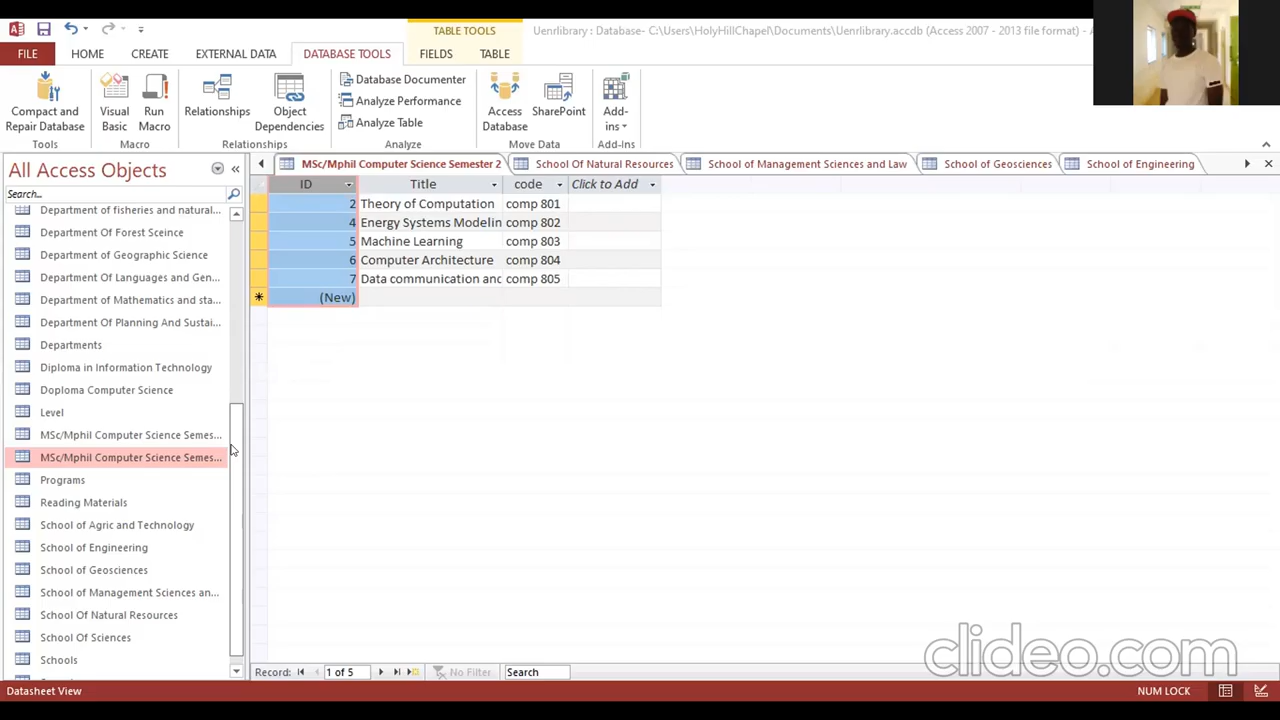 TABLE TOOLS
Uenrlibrary : Database- C:\Users\HolyHillChapel\Documents\Uenrlibrary.accdb (Access 2007 - 2013 file format) -
FILE HOME CREATE EXTERNAL DATA DATABASE TOOLS FIELDS TABLE
Compact and Repair Database
Visual Basic
Run Macro
Relationships
Object Dependencies
Database Documenter
Analyze Performance
Analyze Table
Access Database
SharePoint
Add-ins
Tools Macro Relationships Analyze Move Data Add-Ins
All Access Objects
Search...
Department of fisheries and natural...
Department Of Forest Sceince
Department of Geographic Science
Department Of Languages and Gen...
Department of Mathematics and sta...
Department Of Planning And Sustai...
Departments
Diploma in Information Technology
Doploma Computer Science
Level
MSc/Mphil Computer Science Semes...
MSc/Mphil Computer Science Semes...
Programs
Reading Materials
School of Agric and Technology
School of Engineering
School of Geosciences
School of Management Sciences an...
School Of Natural Resources
School Of Sciences
Schools
MSc/Mphil Computer Science Semester 2 School Of Natural Resources School of Management Sciences and Law School of Geosciences School of Engineering
ID Title code Click to Add
2 Theory of Computation comp 801
4 Energy Systems Modelin comp 802
5 Machine Learning comp 803
6 Computer Architecture comp 804
7 Data communication and comp 805
(New)
clideo.com
Record: 1 of 5 No Filter Search
Datasheet View NUM LOCK